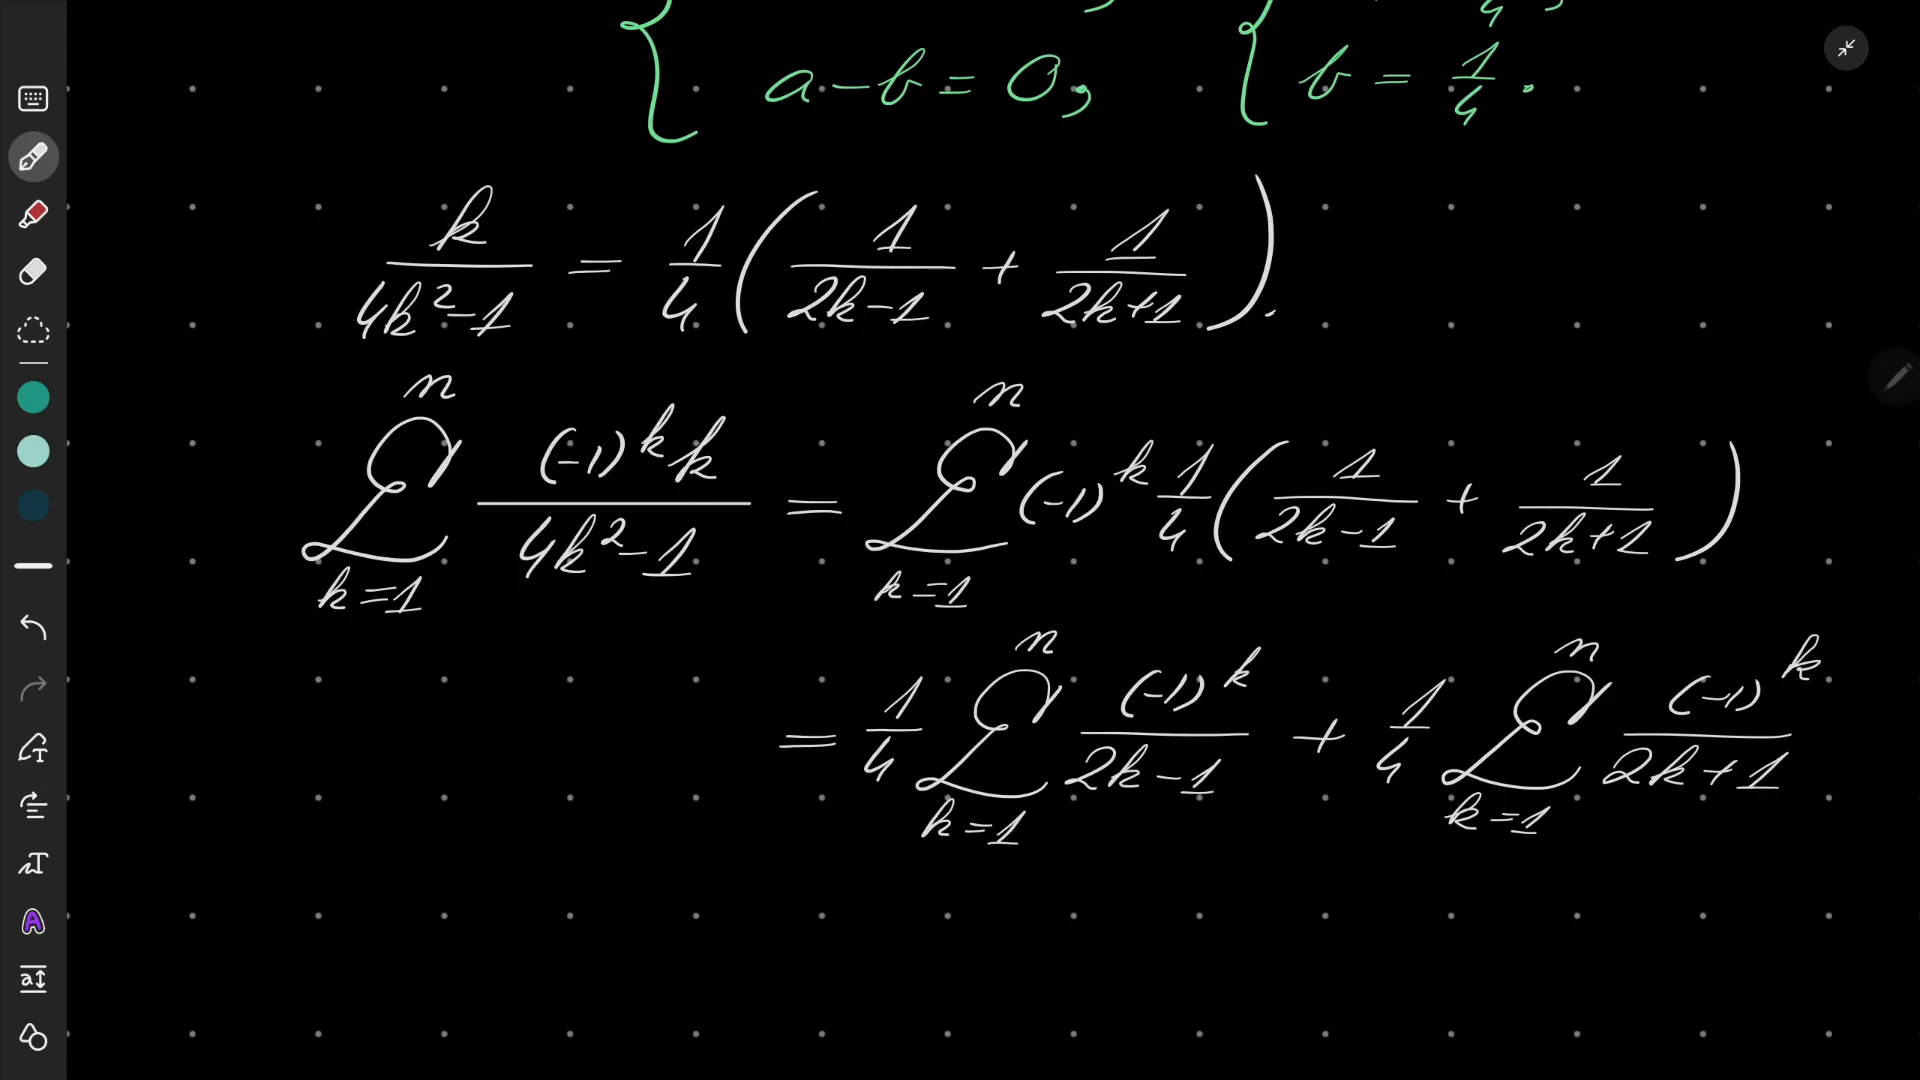 a-b=0, b=1/4.
k/(4k²-1) = 1/4(1/(2k-1) + 1/(2k+1)).
∑_{k=1}^{n} (-1)^k k/(4k²-1) = ∑_{k=1}^{n} (-1)^k 1/4(1/(2k-1) + 1/(2k+1))
= 1/4 ∑_{k=1}^{n} (-1)^k/(2k-1) + 1/4 ∑_{k=1}^{n} (-1)^k/(2k+1)